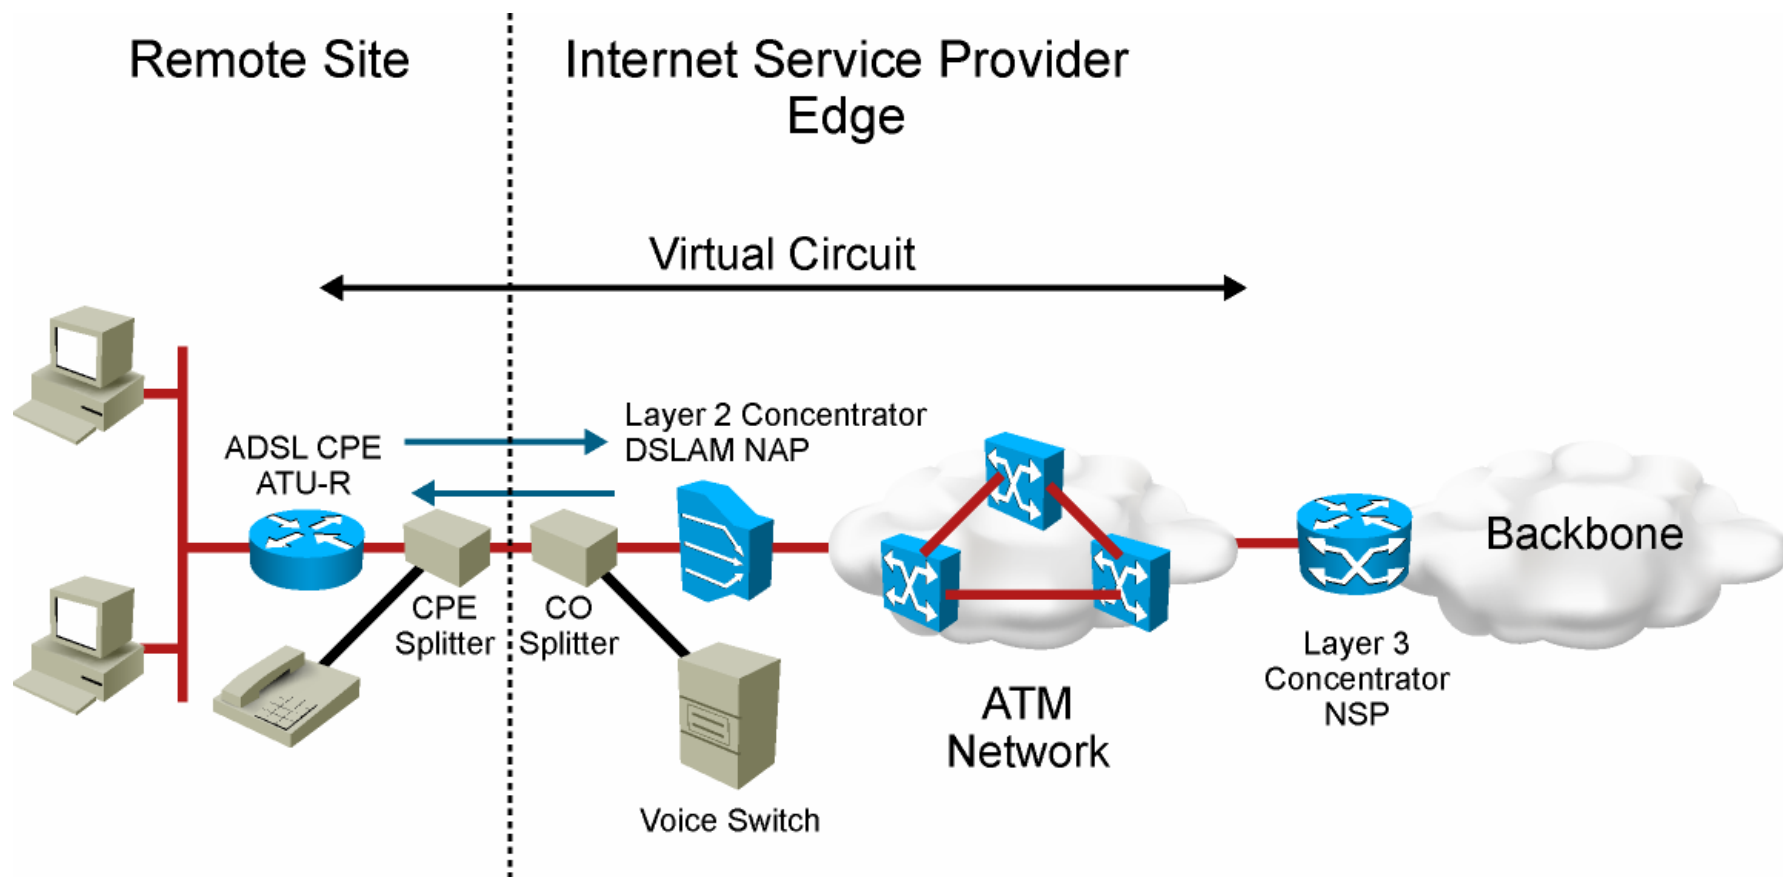 Remote Site
Internet Service Provider
Edge
Virtual Circuit
Layer 2 Concentrator
DSLAM NAP
ADSL CPE
ATU-R
Backbone
CPE
Splitter
CO
Splitter
Layer 3
Concentrator
NSP
ATM
Network
Voice Switch